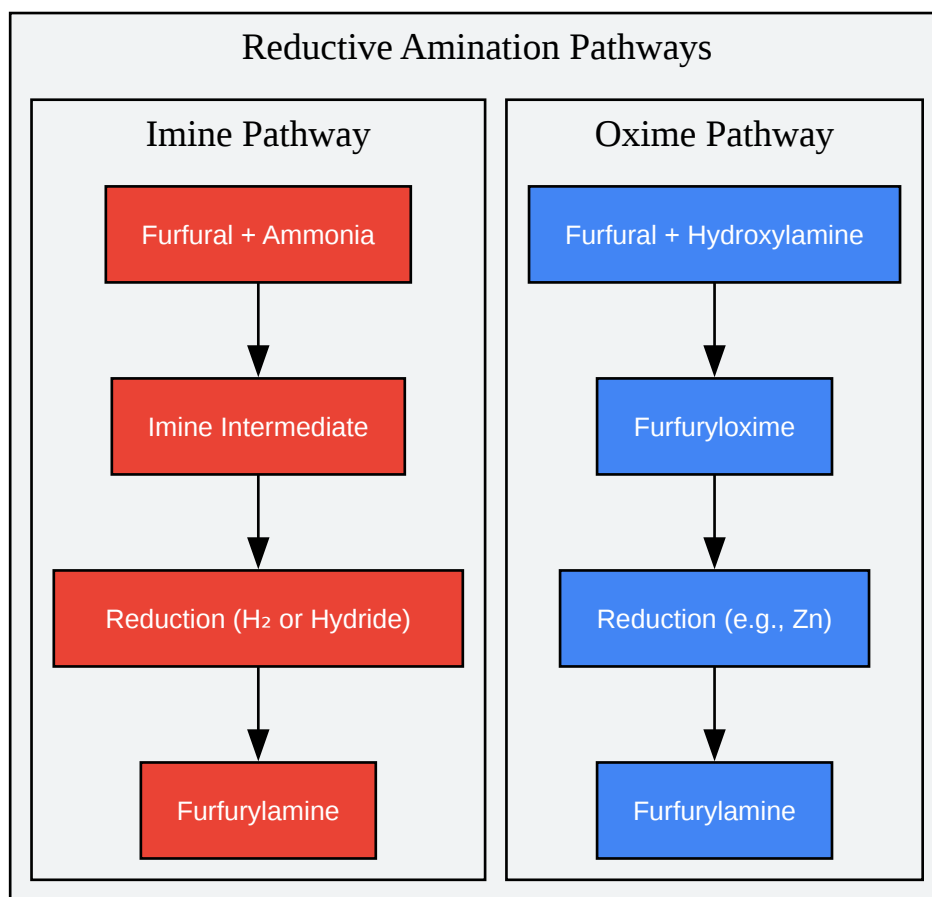 Reductive Amination Pathways
Imine Pathway
Furfural + Ammonia
Imine Intermediate
Reduction (H₂ or Hydride)
Furfurylamine
Oxime Pathway
Furfural + Hydroxylamine
Furfuryloxime
Reduction (e.g., Zn)
Furfurylamine